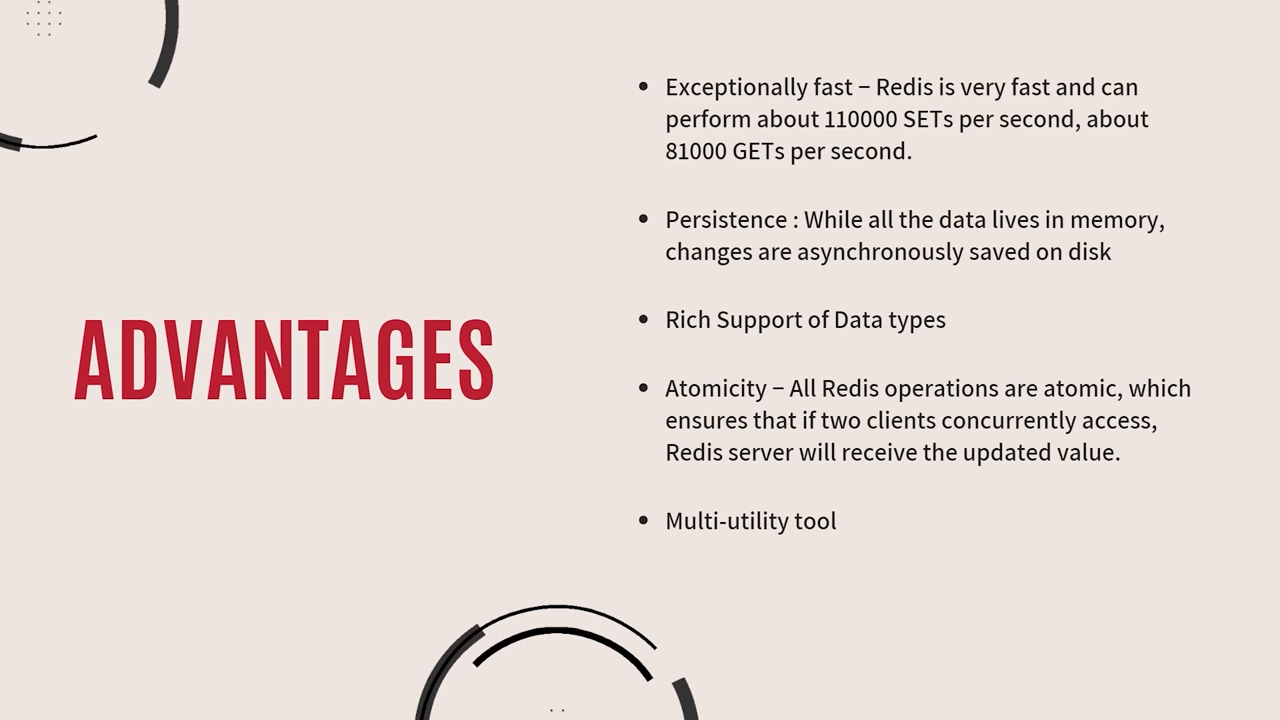 ADVANTAGES
• Exceptionally fast – Redis is very fast and can
perform about 110000 SETs per second, about
81000 GETs per second.
• Persistence : While all the data lives in memory,
changes are asynchronously saved on disk
• Rich Support of Data types
• Atomicity – All Redis operations are atomic, which
ensures that if two clients concurrently access,
Redis server will receive the updated value.
• Multi-utility tool